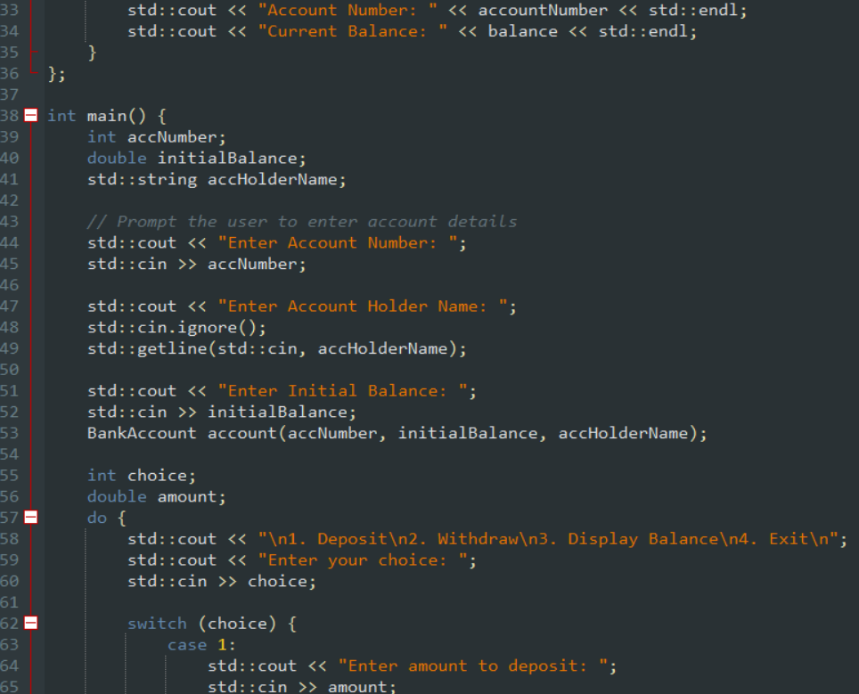 33 std::cout << "Account Number: " << accountNumber << std::endl;
34 std::cout << "Current Balance: " << balance << std::endl;
35 }
36 };
37
38 int main() {
39 int accNumber;
40 double initialBalance;
41 std::string accHolderName;
42
43 // Prompt the user to enter account details
44 std::cout << "Enter Account Number: ";
45 std::cin >> accNumber;
46
47 std::cout << "Enter Account Holder Name: ";
48 std::cin.ignore();
49 std::getline(std::cin, accHolderName);
50
51 std::cout << "Enter Initial Balance: ";
52 std::cin >> initialBalance;
53 BankAccount account(accNumber, initialBalance, accHolderName);
54
55 int choice;
56 double amount;
57 do {
58 std::cout << "\n1. Deposit\n2. Withdraw\n3. Display Balance\n4. Exit\n";
59 std::cout << "Enter your choice: ";
60 std::cin >> choice;
61
62 switch (choice) {
63 case 1:
64 std::cout << "Enter amount to deposit: ";
65 std::cin >> amount;